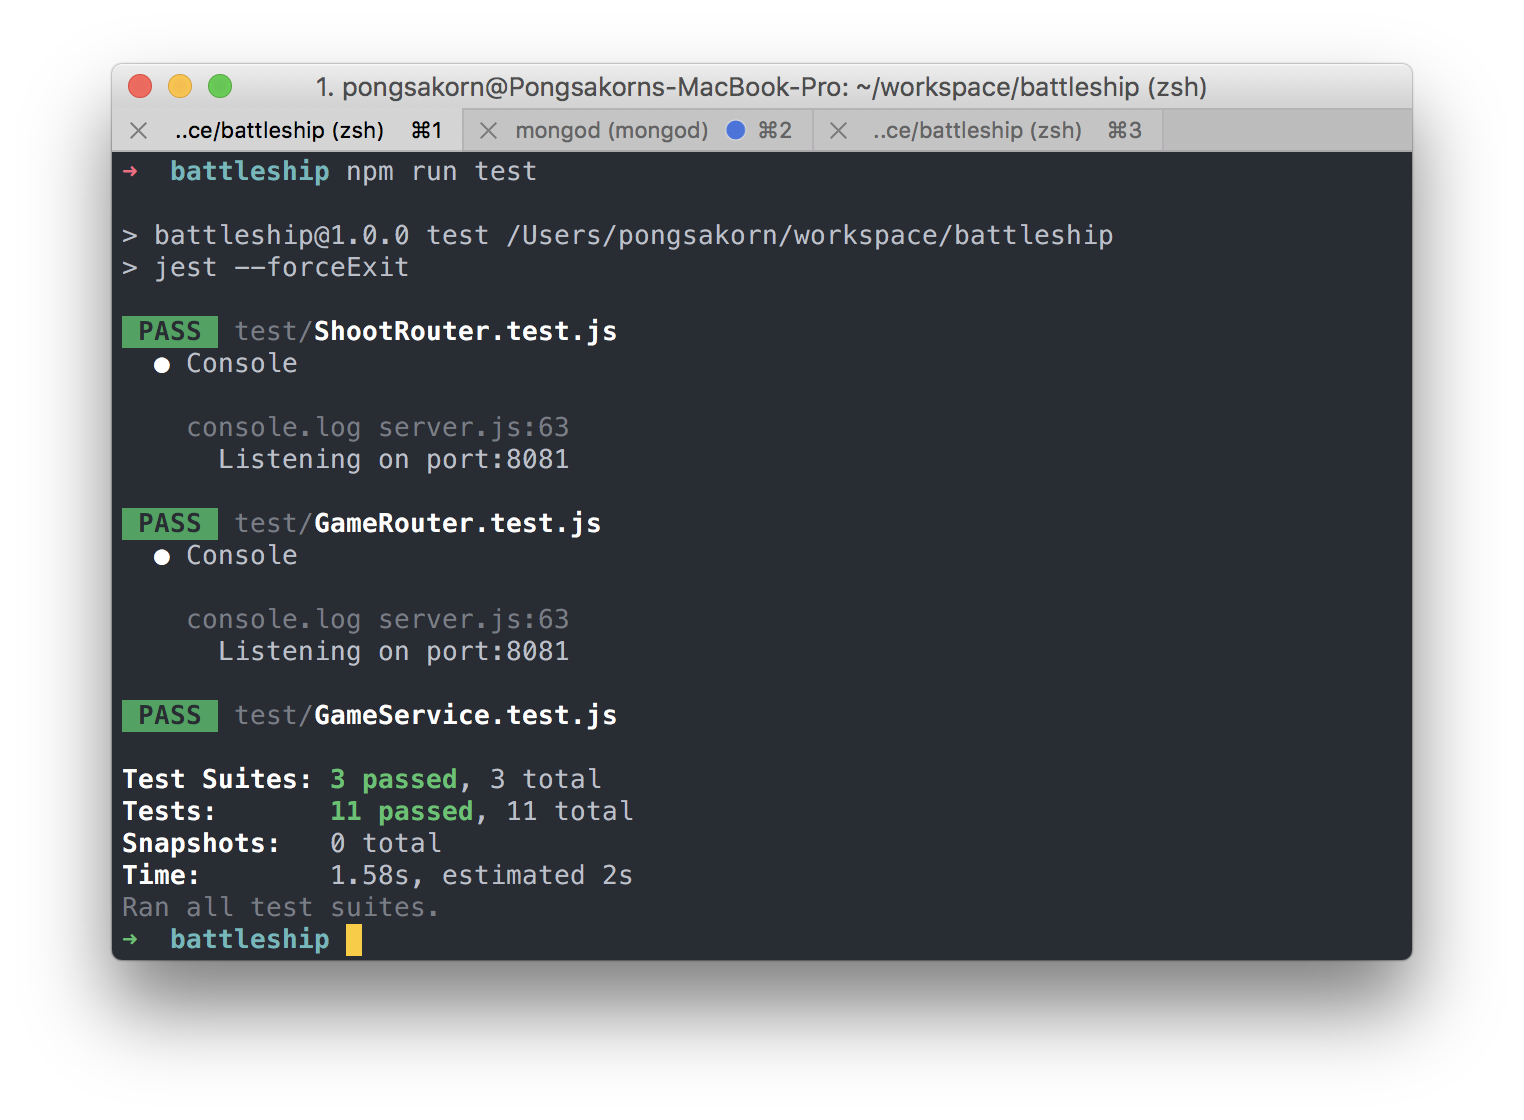 1. pongsakorn@Pongsakorns-MacBook-Pro: ~/workspace/battleship (zsh)
..ce/battleship (zsh) ⌘1 mongod (mongod) ⌘2 ..ce/battleship (zsh) ⌘3
➜ battleship npm run test
> battleship@1.0.0 test /Users/pongsakorn/workspace/battleship
> jest --forceExit
PASS test/ShootRouter.test.js
● Console
console.log server.js:63
Listening on port:8081
PASS test/GameRouter.test.js
● Console
console.log server.js:63
Listening on port:8081
PASS test/GameService.test.js
Test Suites: 3 passed, 3 total
Tests: 11 passed, 11 total
Snapshots: 0 total
Time: 1.58s, estimated 2s
Ran all test suites.
➜ battleship